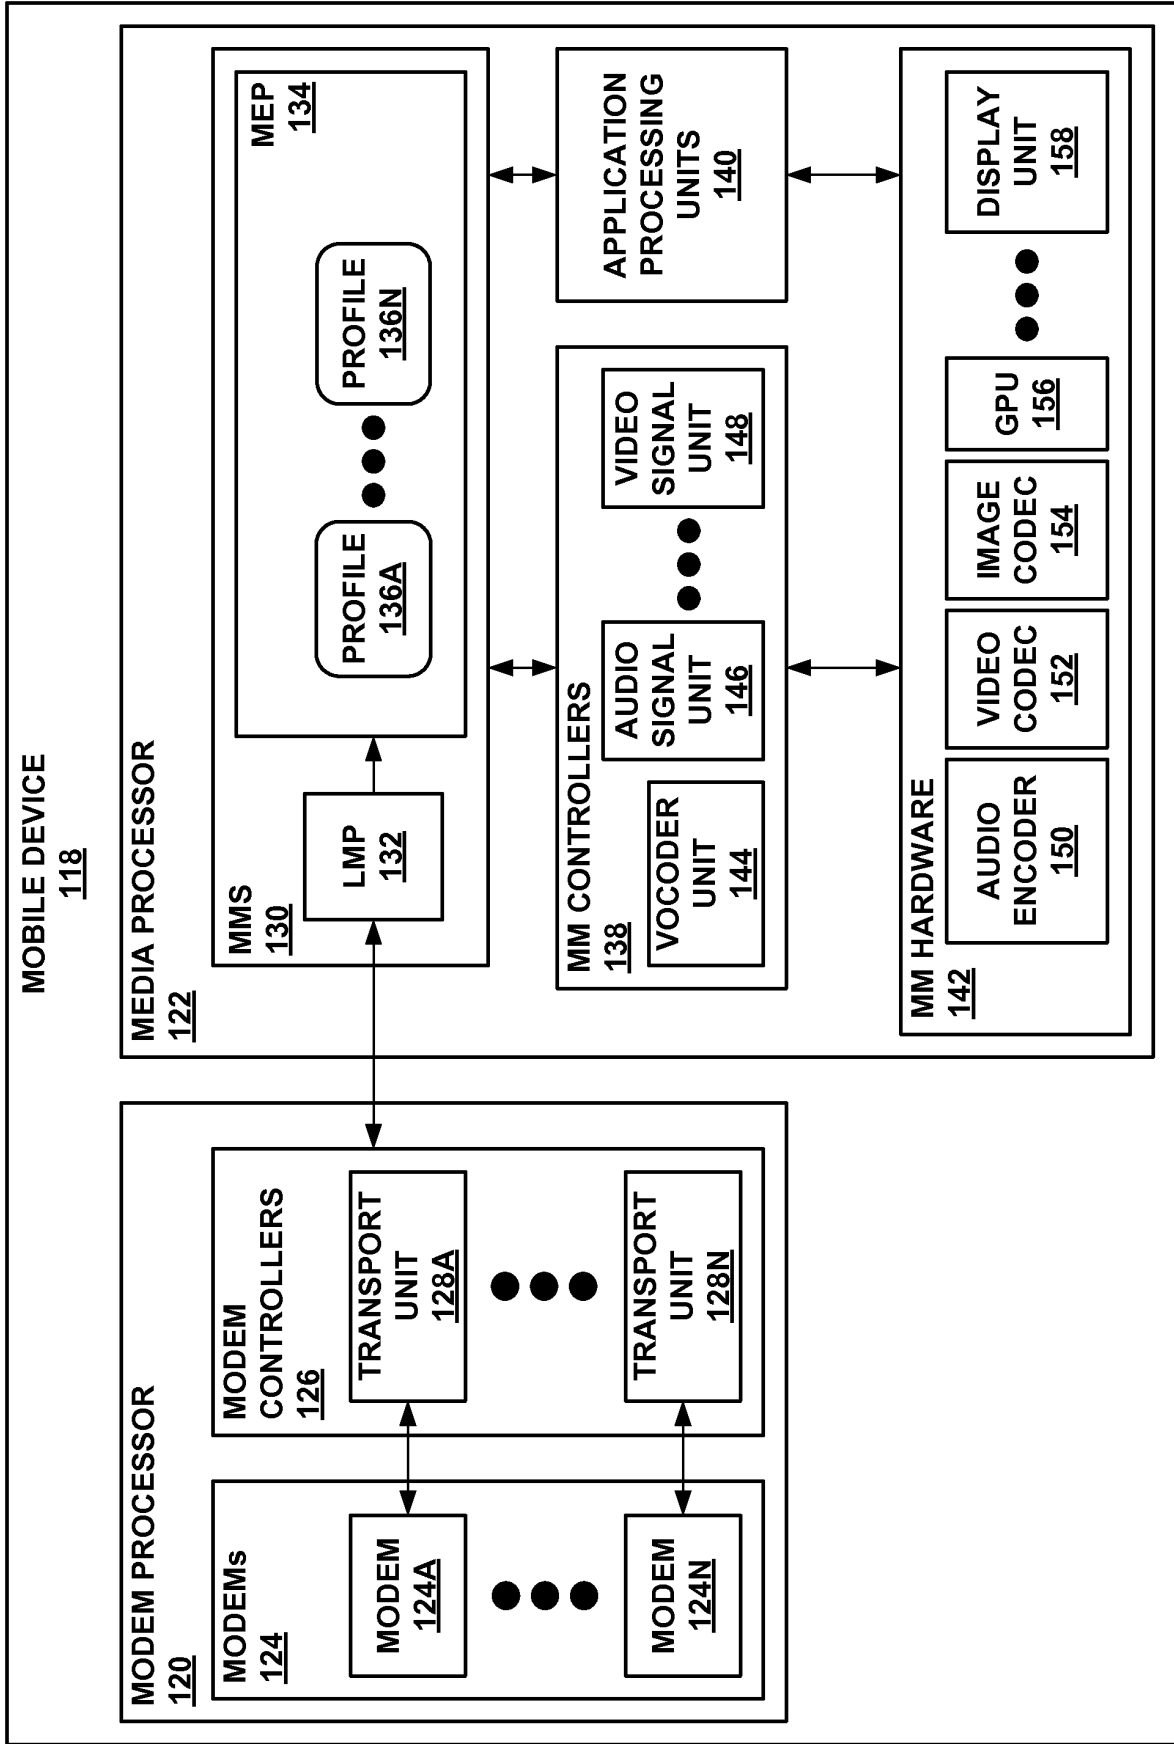 MOBILE DEVICE
118
MODEM PROCESSOR
120
MODEMs
124
MODEM
124A
MODEM
124N
MODEM
CONTROLLERS
126
TRANSPORT
UNIT
128A
TRANSPORT
UNIT
128N
MEDIA PROCESSOR
122
MMS
130
LMP
132
MEP
134
PROFILE
136A
PROFILE
136N
MM CONTROLLERS
138
VOCODER
UNIT
144
AUDIO
SIGNAL
UNIT
146
VIDEO
SIGNAL
UNIT
148
APPLICATION
PROCESSING
UNITS
140
MM HARDWARE
142
AUDIO
ENCODER
150
VIDEO
CODEC
152
IMAGE
CODEC
154
GPU
156
DISPLAY
UNIT
158